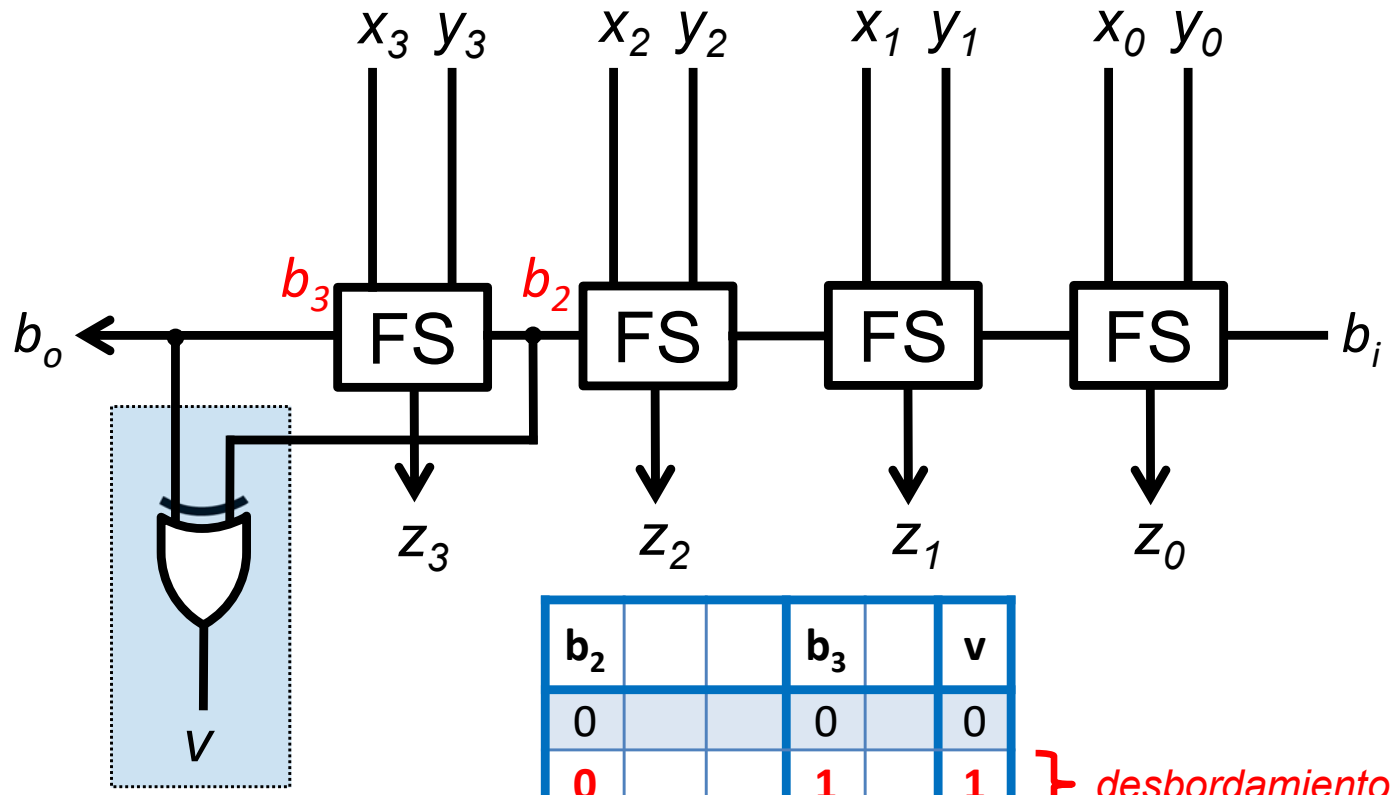 x3 y3 x2 y2 x1 y1 x0 y0
b3 b2
bo FS FS FS FS bi
z3 z2 z1 z0
v
b2 b3 v
0 0 0
0 1 1 desbordamiento